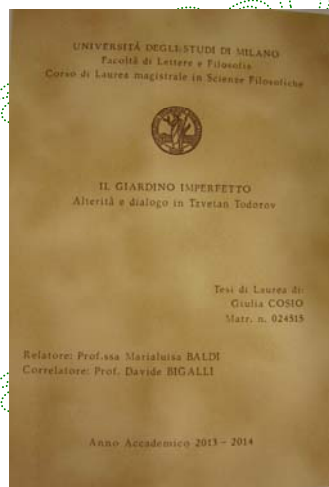 UNIVERSITÀ DEGLI STUDI DI MILANO
Facoltà di Lettere e Filosofia
Corso di Laurea magistrale in Scienze Filosofiche
IL GIARDINO IMPERFETTO
Alterità e dialogo in Tzvetan Todorov
Tesi di Laurea di:
Giulia COSIO
Matr. n. 024515
Relatore: Prof.ssa Marialuisa BALDI
Correlatore: Prof. Davide BIGALLI
Anno Accademico 2013 - 2014